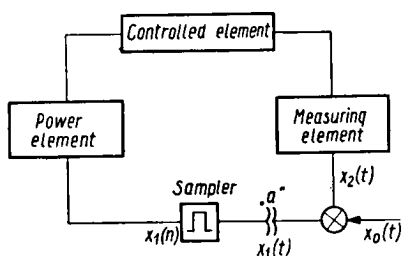 Controlled element
Power
element
Measuring
element
x₂(t)
Sampler
„a"
x₁(n)
x₁(t)
x₀(t)